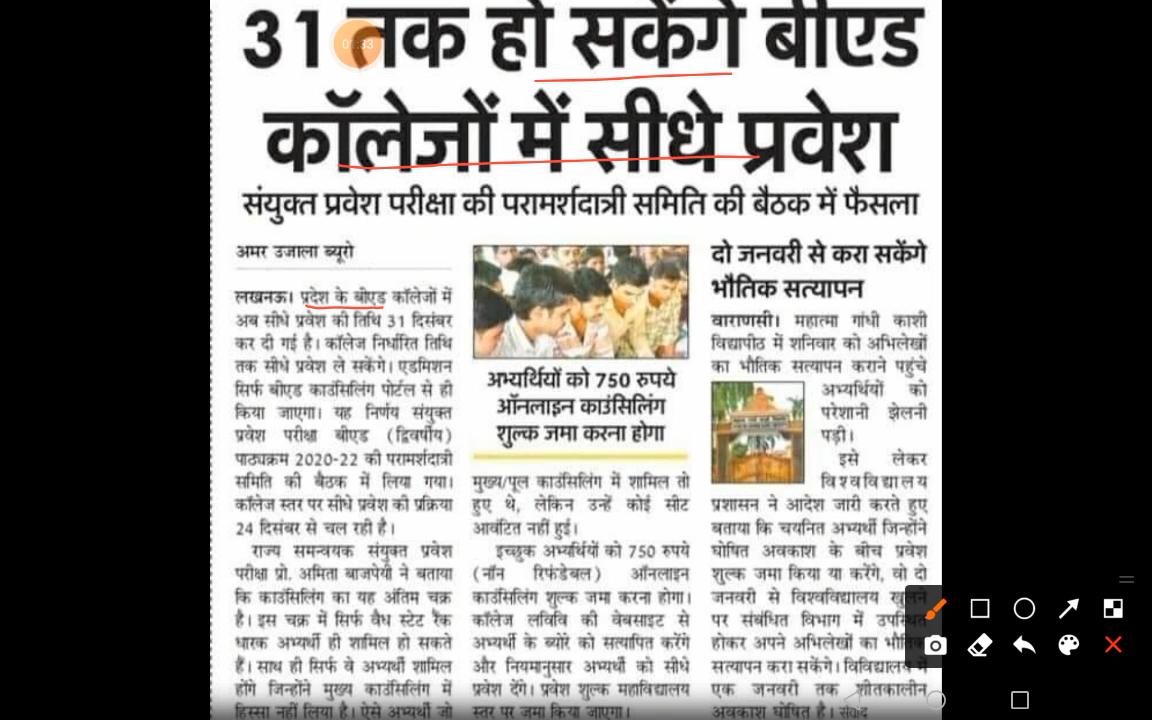 31 तक हो सकेंगे बीएड
कॉलेजों में सीधे प्रवेश
संयुक्त प्रवेश परीक्षा की परामर्शदात्री समिति की बैठक में फैसला
अमर उजाला ब्यूरो
लखनऊ। प्रदेश के बीएड कॉलेजों में
अब सीधे प्रवेश की तिथि 31 दिसंबर
कर दी गई है। कॉलेज निर्धारित तिथि
तक सीधे प्रवेश ले सकेंगे। एडमिशन
सिर्फ बीएड काउंसिलिंग पोर्टल से ही
किया जाएगा। यह निर्णय संयुक्त
प्रवेश परीक्षा बीएड (द्विवर्षीय)
पाठ्यक्रम 2020-22 की परामर्शदात्री
समिति की बैठक में लिया गया।
कॉलेज स्तर पर सीधे प्रवेश की प्रक्रिया
24 दिसंबर से चल रही है।
राज्य समन्वयक संयुक्त प्रवेश
परीक्षा प्रो. अमिता बाजपेयी ने बताया
कि काउंसिलिंग का यह अंतिम चक्र
है। इस चक्र में सिर्फ वैध स्टेट रैंक
धारक अभ्यर्थी ही शामिल हो सकते
हैं। साथ ही सिर्फ वे अभ्यर्थी शामिल
होंगे जिन्होंने मुख्य काउंसिलिंग में
हिस्सा नहीं लिया है। ऐसे अभ्यर्थी जो
अभ्यर्थियों को 750 रुपये
ऑनलाइन काउंसिलिंग
शुल्क जमा करना होगा
मुख्य/पूल काउंसिलिंग में शामिल तो
हुए थे, लेकिन उन्हें कोई सीट
आवंटित नहीं हुई।
इच्छुक अभ्यर्थियों को 750 रुपये
(नॉन रिफंडेबल) ऑनलाइन
काउंसिलिंग शुल्क जमा करना होगा।
कॉलेज लविवि की वेबसाइट से
अभ्यर्थी के ब्योरे को सत्यापित करेंगे
और नियमानुसार अभ्यर्थी को सीधे
प्रवेश देंगे। प्रवेश शुल्क महाविद्यालय
स्तर पर जमा किया जाएगा।
दो जनवरी से करा सकेंगे
भौतिक सत्यापन
वाराणसी। महात्मा गांधी काशी
विद्यापीठ में शनिवार को अभिलेखों
का भौतिक सत्यापन कराने पहुंचे
अभ्यर्थियों को
परेशानी झेलनी
पड़ी।
इसे लेकर
विश्वविद्यालय
प्रशासन ने आदेश जारी करते हुए
बताया कि चयनित अभ्यर्थी जिन्होंने
घोषित अवकाश के बीच प्रवेश
शुल्क जमा किया या करेंगे, वो दो
जनवरी से विश्वविद्यालय खुलने
पर संबंधित विभाग में उपस्थित
होकर अपने अभिलेखों का भौतिक
सत्यापन करा सकेंगे। विविद्यालय में
एक जनवरी तक शीतकालीन
अवकाश घोषित है। संवाद